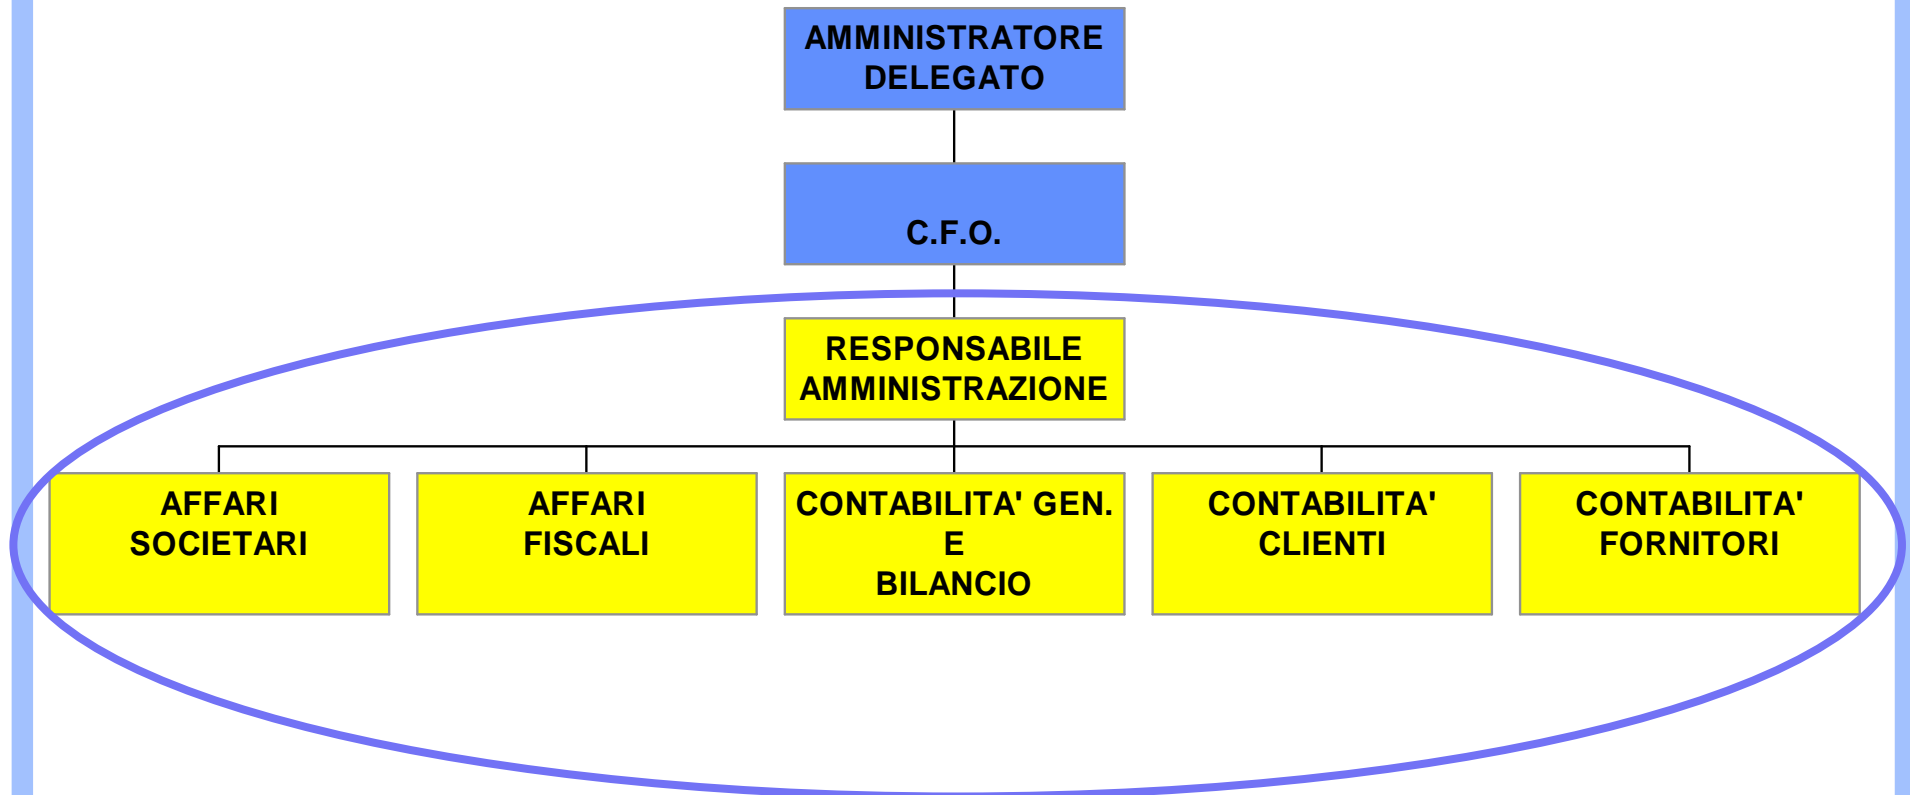 AMMINISTRATORE
DELEGATO
C.F.O.
RESPONSABILE
AMMINISTRAZIONE
AFFARI
SOCIETARI
AFFARI
FISCALI
CONTABILITA' GEN.
E
BILANCIO
CONTABILITA'
CLIENTI
CONTABILITA'
FORNITORI